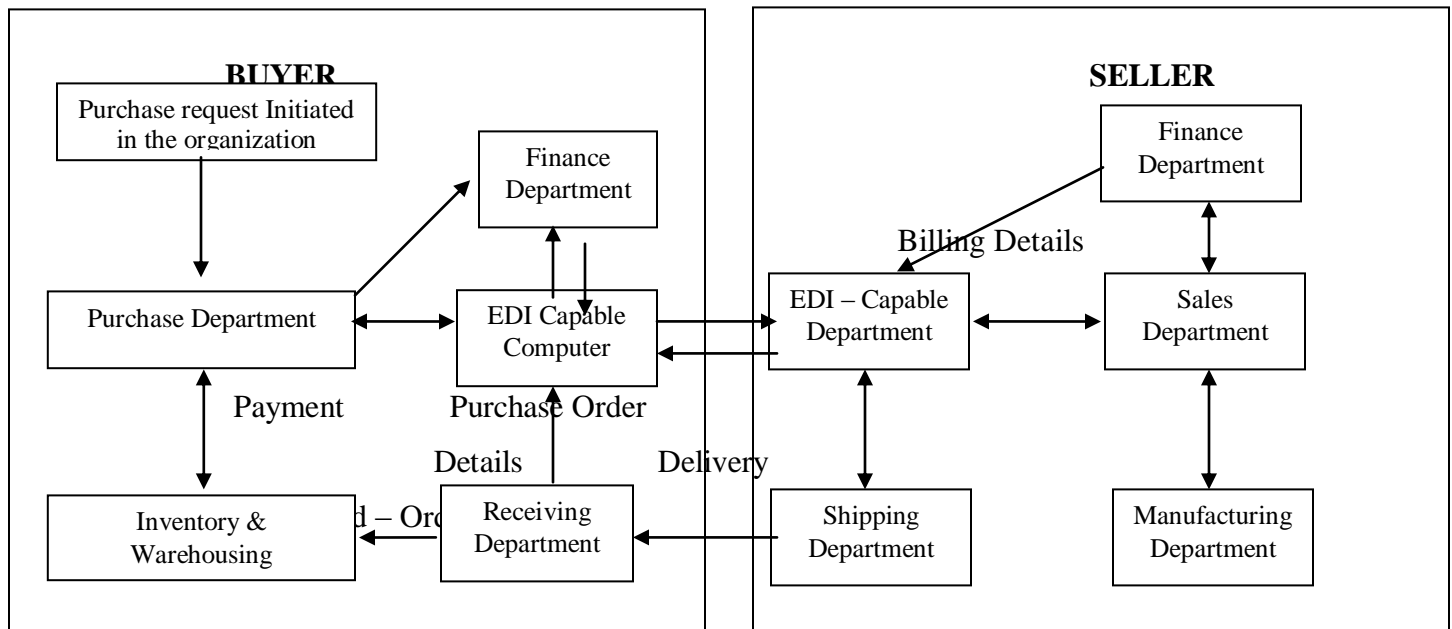 BUYER
SELLER
Purchase request Initiated
in the organization
Finance
Department
Finance
Department
Billing Details
Purchase Department
EDI Capable
Computer
EDI – Capable
Department
Sales
Department
Payment
Purchase Order
Details
Delivery
Inventory &
Warehousing
Receiving
Department
Shipping
Department
Manufacturing
Department